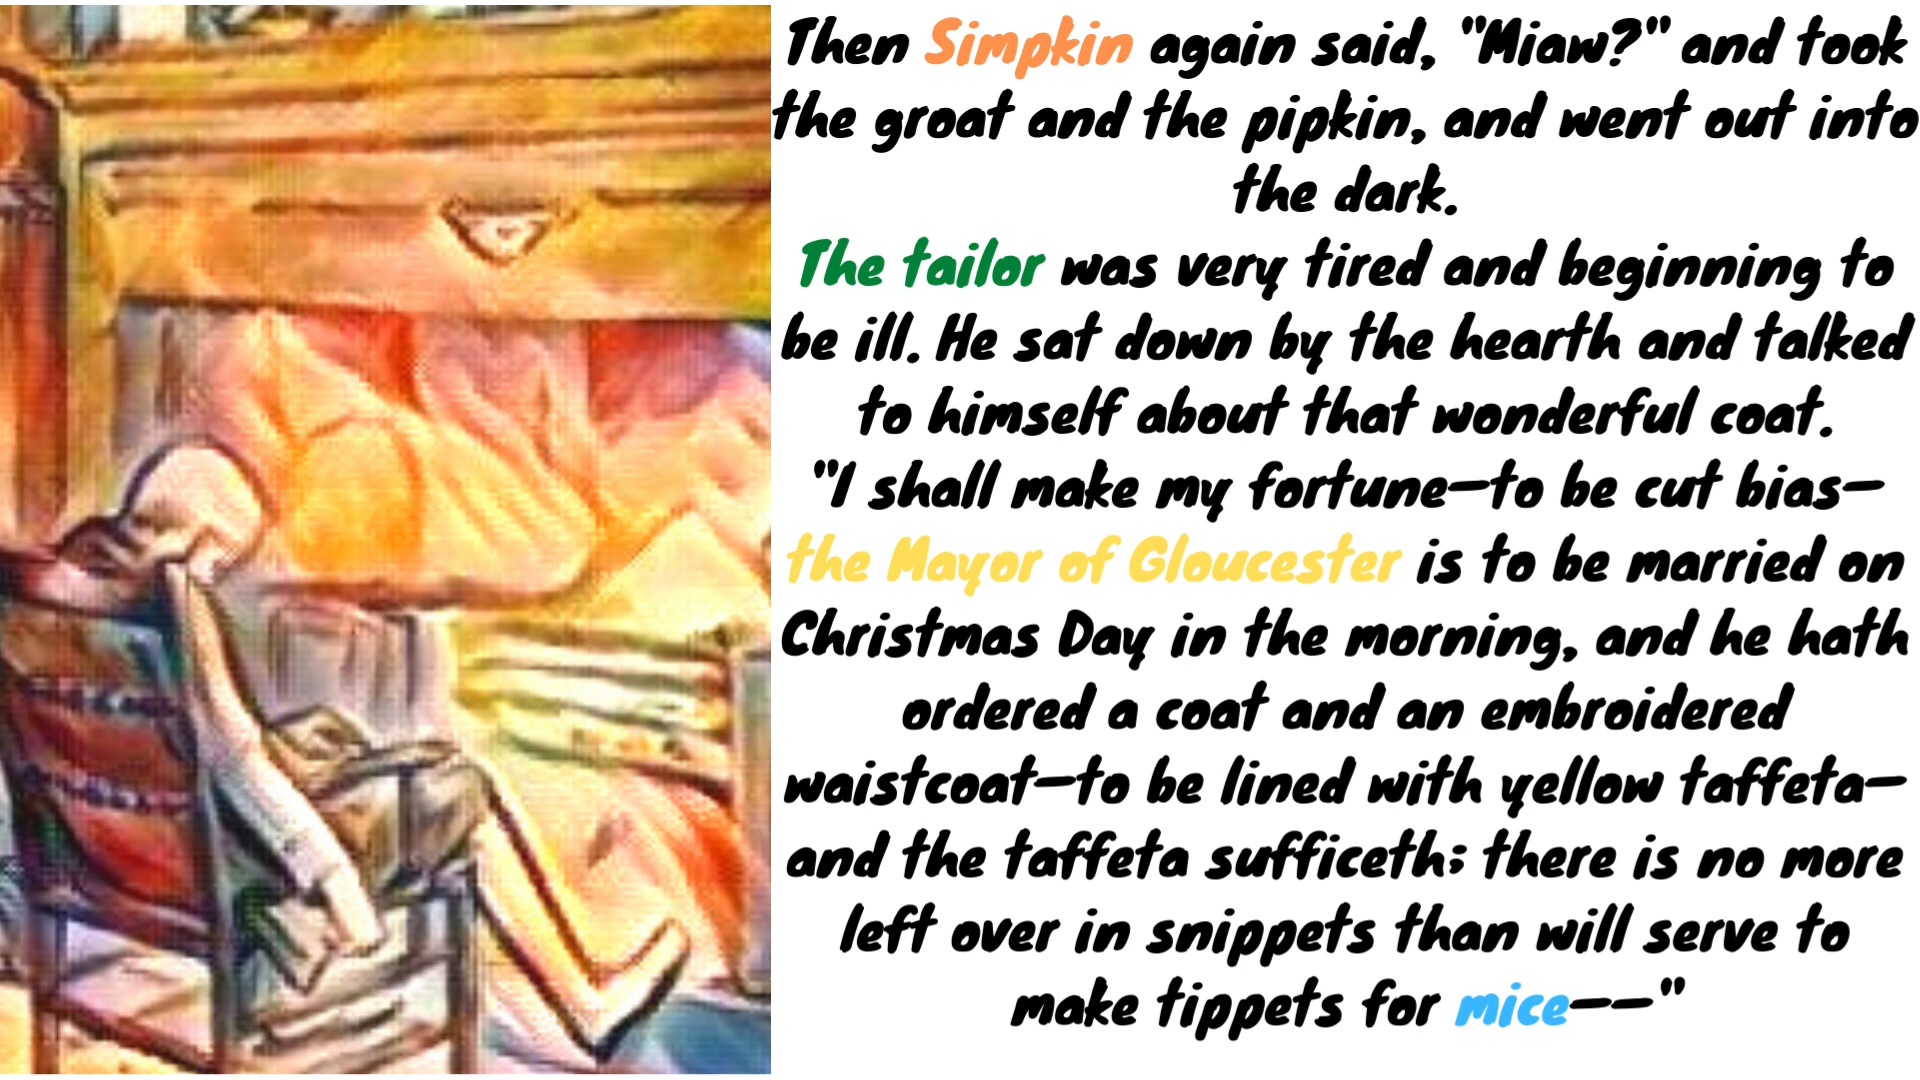 Then Simpkin again said, "Miaw?" and took
the groat and the pipkin, and went out into
the dark.
The tailor was very tired and beginning to
be ill. He sat down by the hearth and talked
to himself about that wonderful coat.
"I shall make my fortune—to be cut bias—
the Mayor of Gloucester is to be married on
Christmas Day in the morning, and he hath
ordered a coat and an embroidered
waistcoat—to be lined with yellow taffeta—
and the taffeta sufficeth; there is no more
left over in snippets than will serve to
make tippets for mice——"